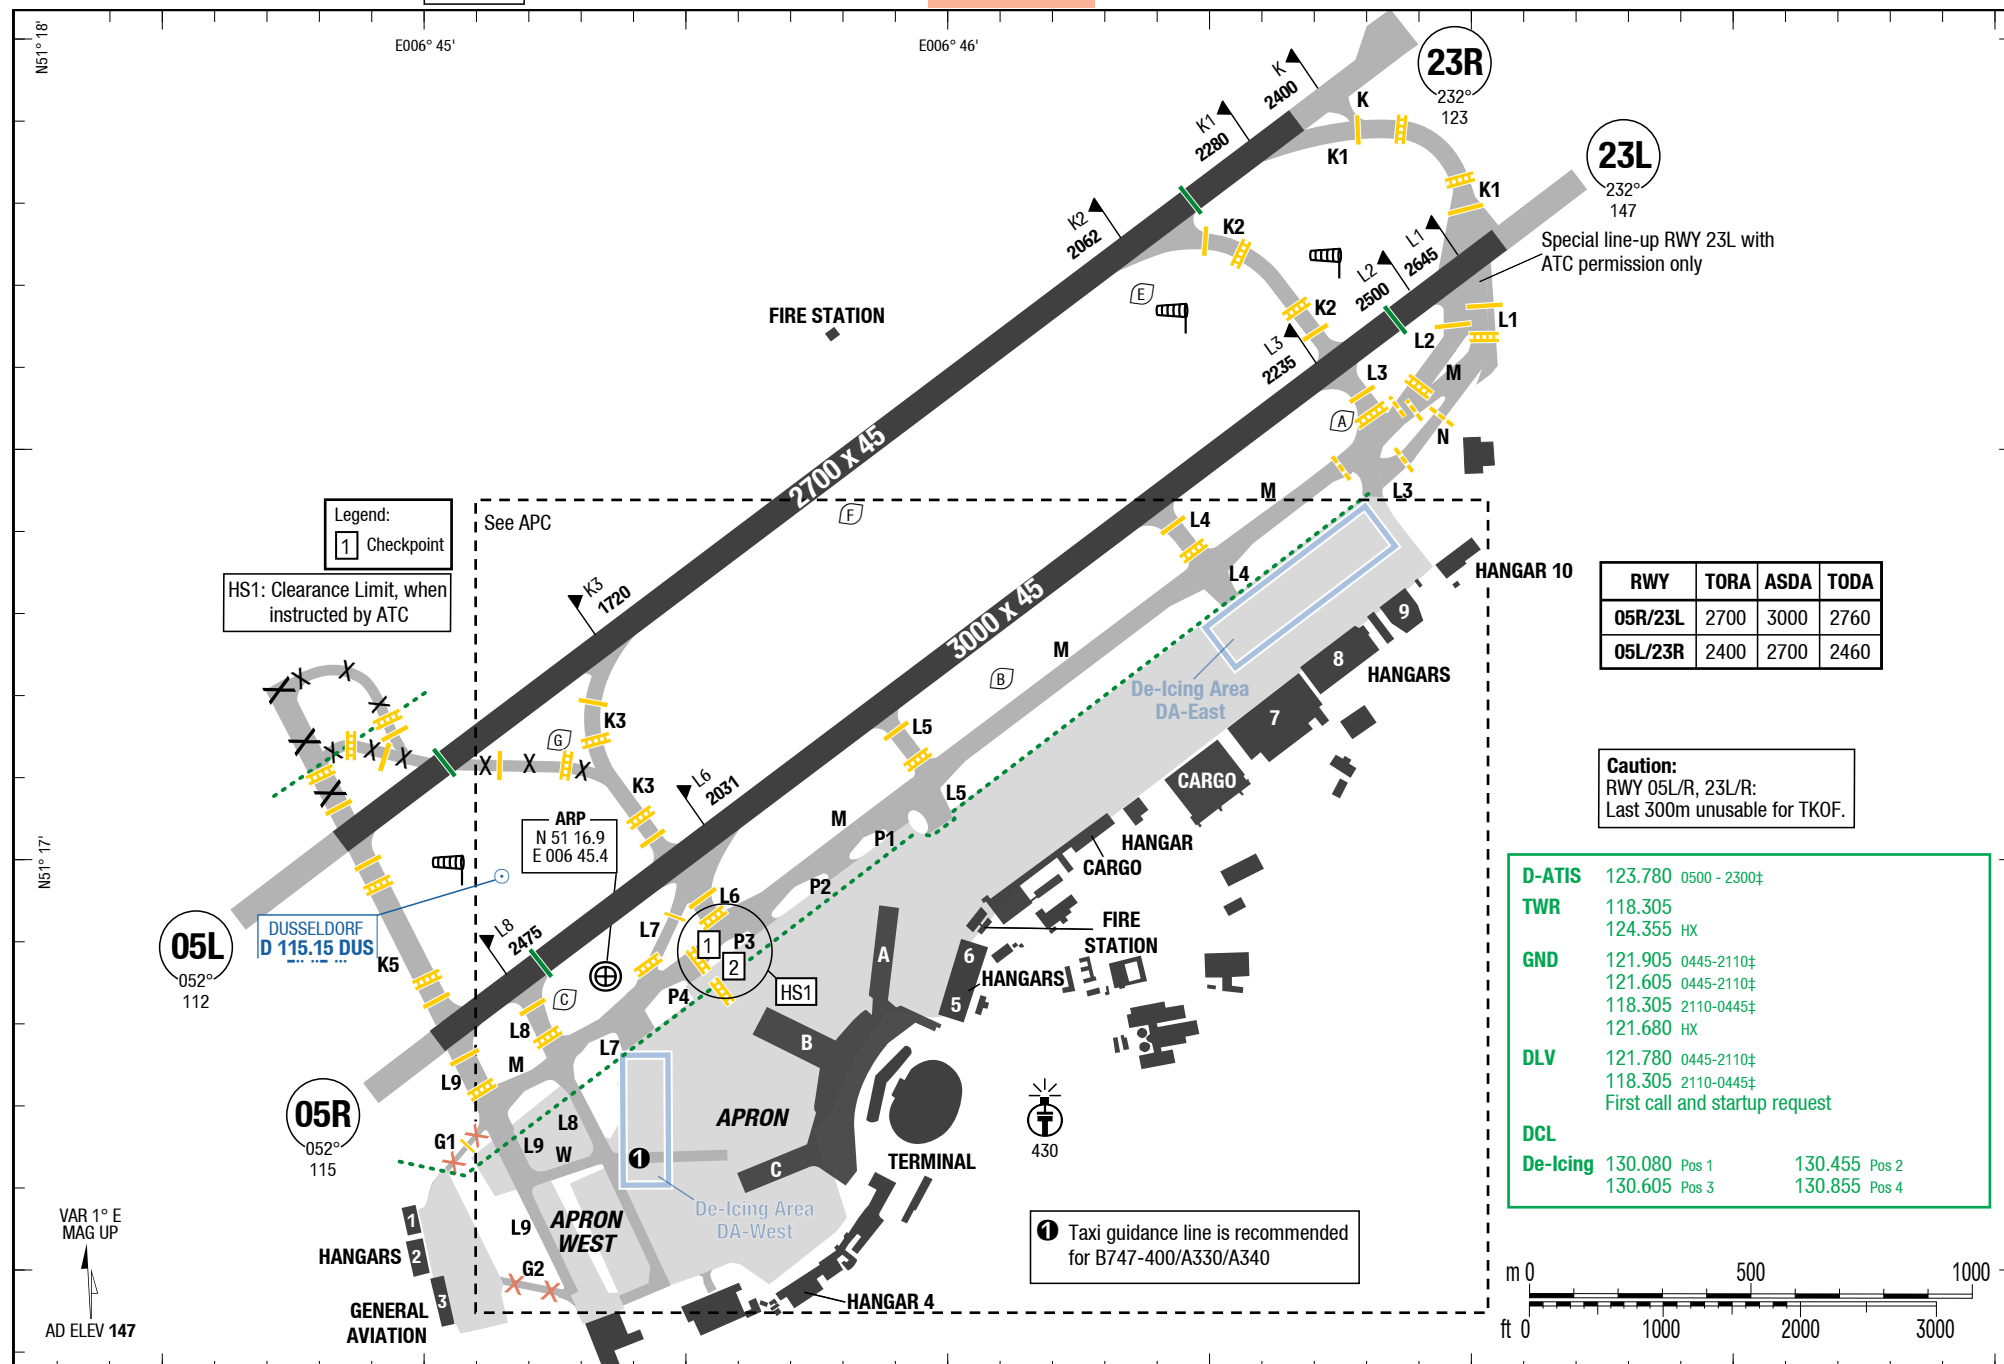 N51° 18'
E006° 45'
E006° 46'
K
2400
23R
232°
123
K
K1
2280
K1
23L
232°
147
K1
K2
2062
K2
L1
2645
Special line-up RWY 23L with
ATC permission only
L2
2500
E
K2
FIRE STATION
L1
L2
L3
2235
L3
M
A
N
2700 x 45
M
L3
See APC
F
L4
Legend:
1 Checkpoint
HS1: Clearance Limit, when
instructed by ATC
K3
1720
L4
HANGAR 10
9
RWY TORA ASDA TODA
05R/23L 2700 3000 2760
05L/23R 2400 2700 2460
3000 x 45
M
B
8
HANGARS
De-Icing Area
DA-East
7
K3
G
L5
CARGO
Caution:
RWY 05L/R, 23L/R:
Last 300m unusable for TKOF.
K3
L6
2031
L5
ARP
N 51 16.9
E 006 45.4
M
P1
HANGAR
CARGO
N51° 17'
P2
D-ATIS 123.780 0500 - 2300‡
TWR 118.305
124.355 HX
GND 121.905 0445-2110‡
121.605 0445-2110‡
118.305 2110-0445‡
121.680 HX
DLV 121.780 0445-2110‡
118.305 2110-0445‡
First call and startup request
DCL
De-Icing 130.080 Pos 1 130.455 Pos 2
130.605 Pos 3 130.855 Pos 4
L6
FIRE
STATION
05L
052°
112
DUSSELDORF
D 115.15 DUS
L8
2475
L7
1
P3
2
A
6
HANGARS
5
K5
HS1
P4
C
L8
L7
B
M
L9
05R
052°
115
L8
APRON
G1
L9
W
1
430
C
TERMINAL
De-Icing Area
DA-West
VAR 1° E
MAG UP
1
L9
APRON
WEST
1 Taxi guidance line is recommended
for B747-400/A330/A340
HANGARS
2
G2
3
HANGAR 4
GENERAL
AVIATION
AD ELEV 147
m 0 500 1000
ft 0 1000 2000 3000